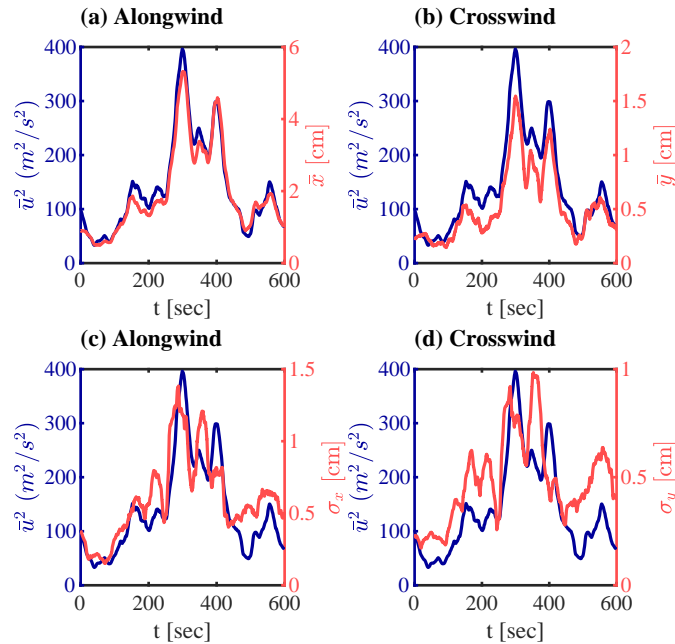 (a) Alongwind
(b) Crosswind
400
300
200
100
0
ū² (m²/s²)
6
4
2
0
x̄ [cm]
0 200 400 600
t [sec]
400
300
200
100
0
ū² (m²/s²)
2
1.5
1
0.5
0
ȳ [cm]
0 200 400 600
t [sec]
(c) Alongwind
(d) Crosswind
400
300
200
100
0
ū² (m²/s²)
1.5
1
0.5
0
σₓ [cm]
0 200 400 600
t [sec]
400
300
200
100
0
ū² (m²/s²)
1
0.5
0
σ_y [cm]
0 200 400 600
t [sec]